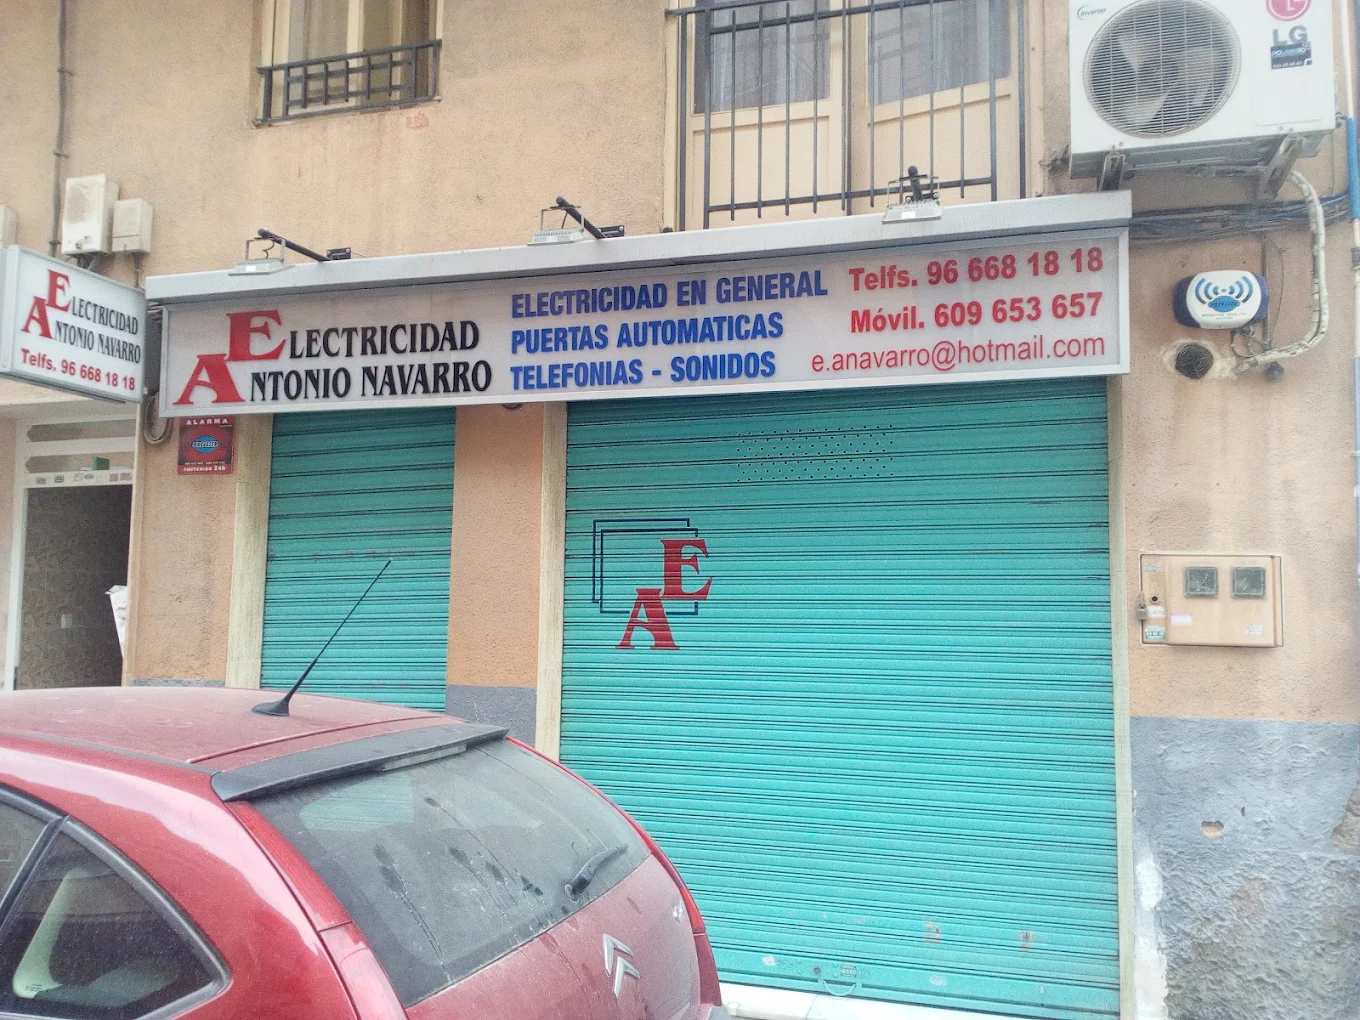 ELECTRICIDAD
ANTONIO NAVARRO
Telfs. 96 668 18 18
ELECTRICIDAD
ANTONIO NAVARRO
ELECTRICIDAD EN GENERAL
PUERTAS AUTOMATICAS
TELEFONIAS - SONIDOS
Telfs. 96 668 18 18
Móvil. 609 653 657
e.anavarro@hotmail.com
Inverter
LG
ALARMA
E
A